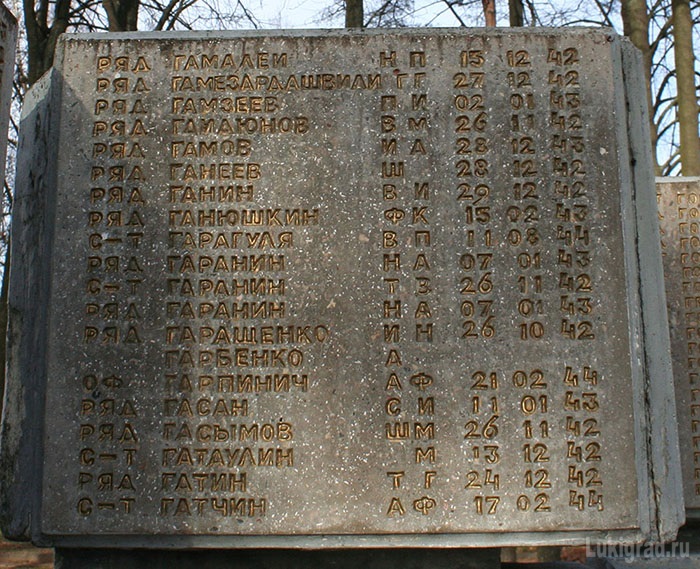 РЯД ГАМАЛЕЙ Н П 15 12 42
РЯД ГАМЕЗАРДАШВИЛИ Т Г 27 12 42
РЯД ГАМЗЕЕВ П И 02 01 43
РЯД ГАМДЮНОВ В М 26 11 42
РЯД ГАМОВ И А 28 12 43
РЯД ГАНЕЕВ Ш 28 12 42
РЯД ГАНИН В И 29 12 42
РЯД ГАНЮШКИН Ф К 15 02 43
С-Т ГАРАГУЛЯ В П 11 08 44
РЯД ГАРАНИН Н А 07 01 43
С-Т ГАРАНИН Т З 26 11 42
РЯД ГАРАНИН Н А 07 01 43
РЯД ГАРАЩЕНКО И Н 26 10 42
ГАРБЕНКО А
ОФ ГАРПИНИЧ А Ф 21 02 44
РЯД ГАСАН С И 11 01 43
РЯД ГАСЫМОВ Ш М 26 11 42
С-Т ГАТАУЛИН М 13 12 42
РЯД ГАТИН Т Г 24 12 42
С-Т ГАТЧИН А Ф 17 02 44
Lukigrad.ru